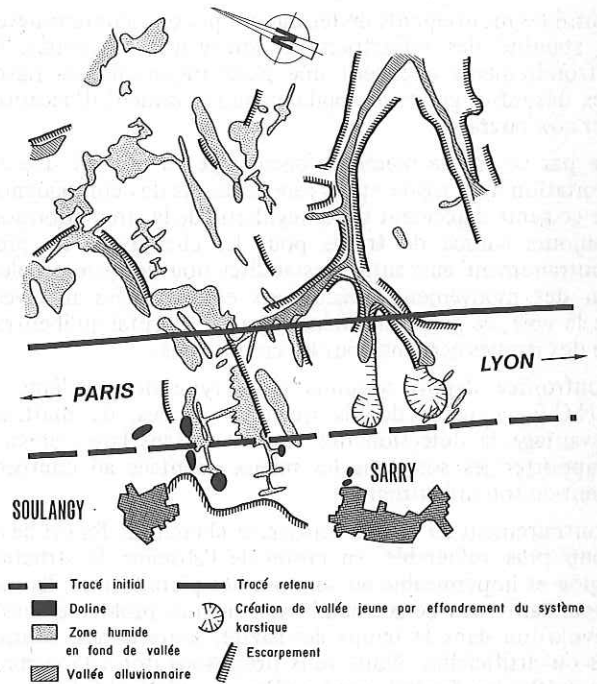 N
PARIS
LYON
SOULANGY
SARRY
Tracé initial
Tracé retenu
Doline
Création de vallée jeune par effondrement du système karstique
Zone humide
en fond de vallée
Escarpement
Vallée alluvionnaire